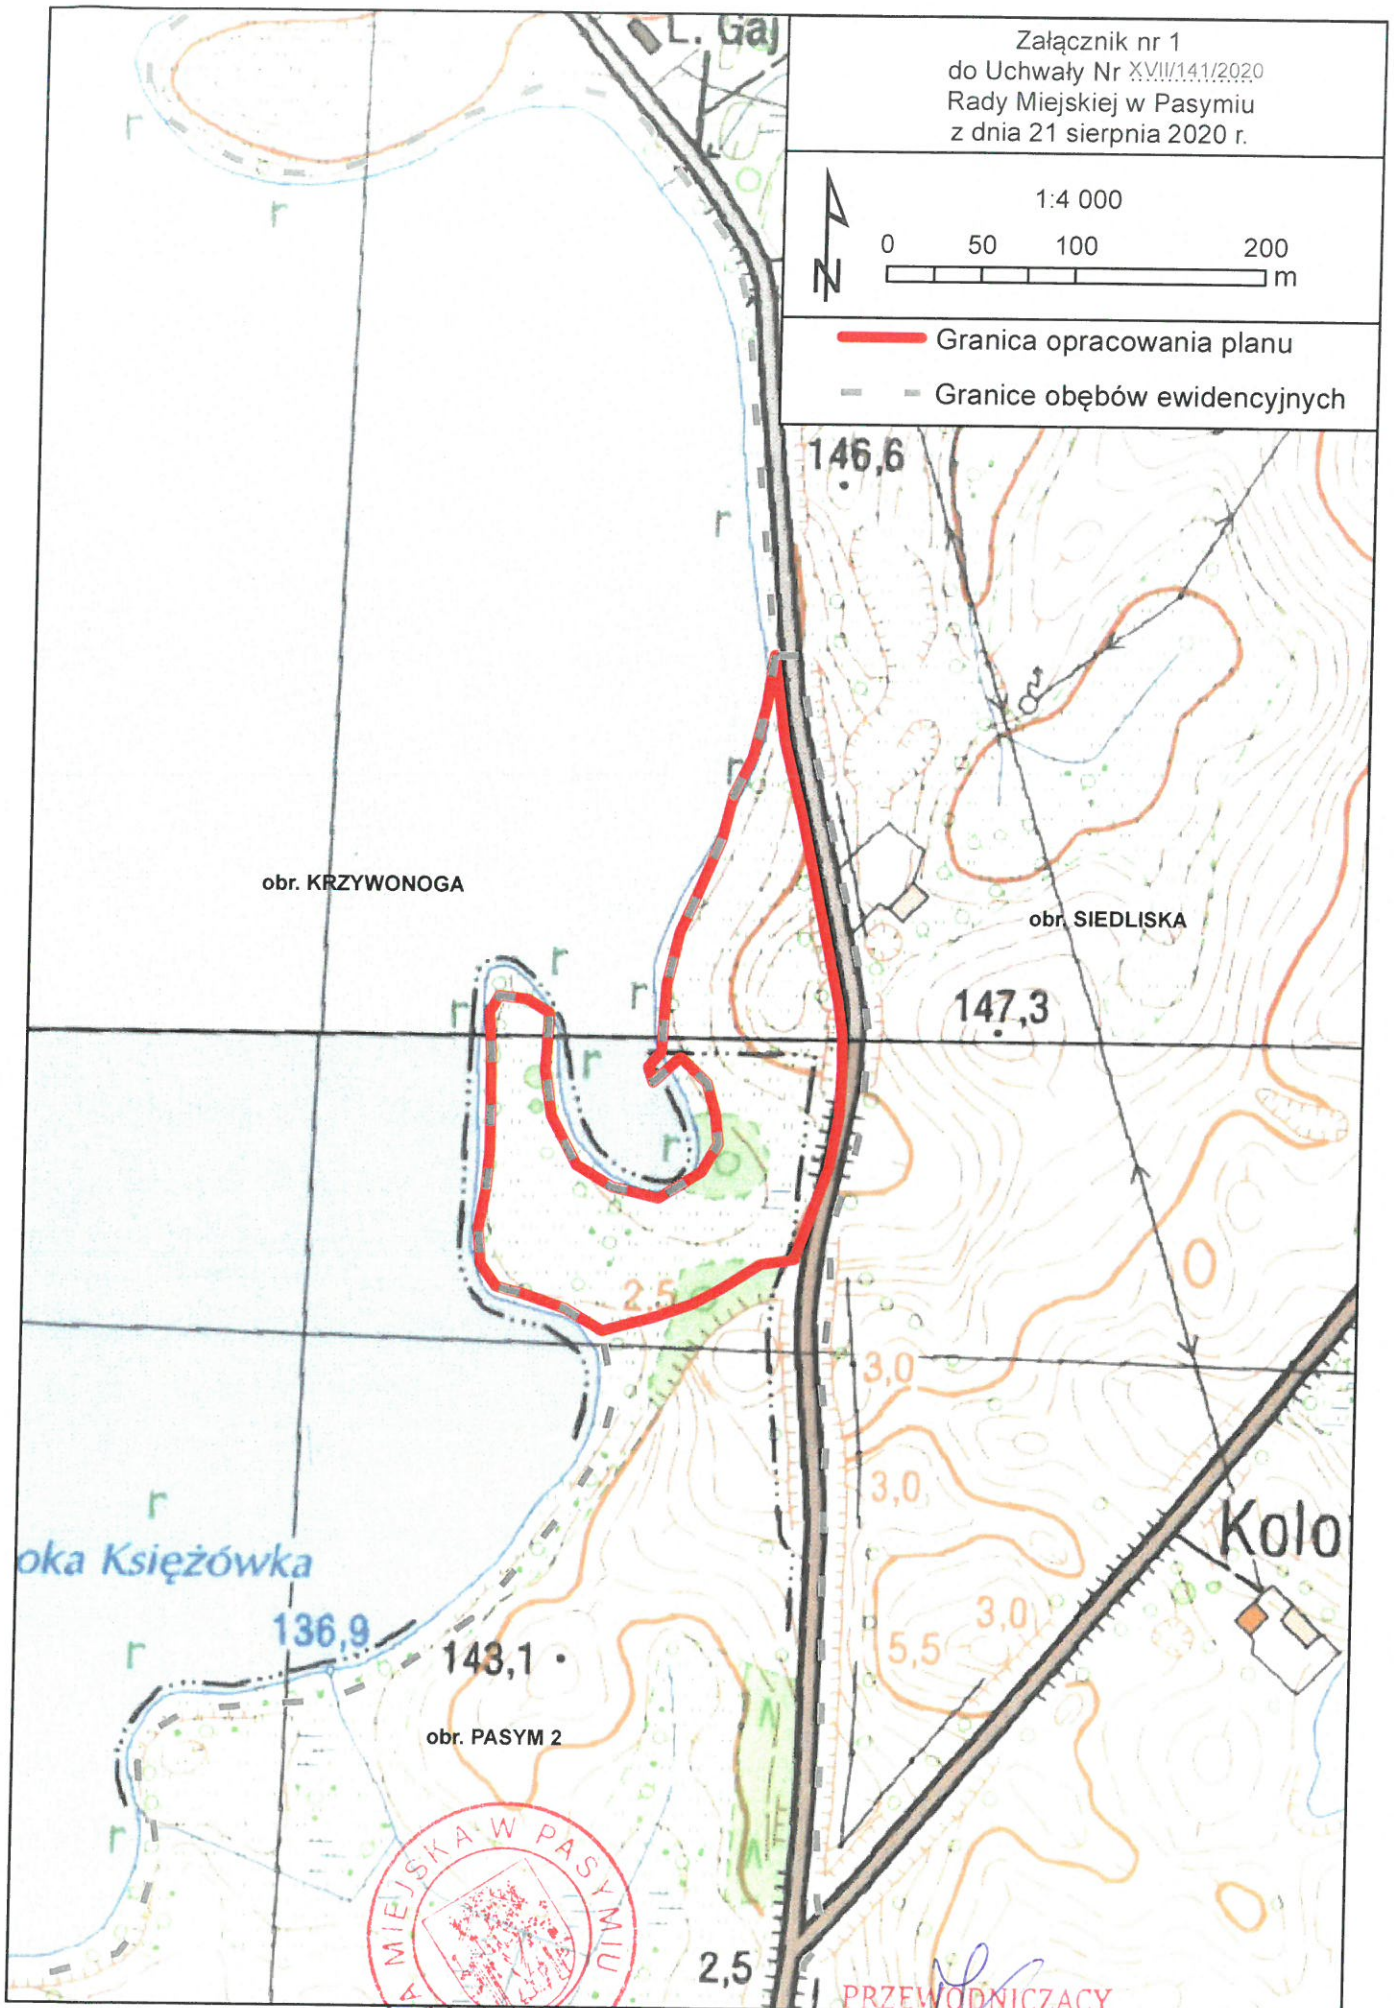 L. Gaj
Załącznik nr 1
do Uchwały Nr XVII/141/2020
Rady Miejskiej w Pasymiu
z dnia 21 sierpnia 2020 r.
1:4 000
0 50 100 200
m
N
Granica opracowania planu
Granice obębów ewidencyjnych
r
r
146,6
r
r
obr. KRZYWONOGA
obr. SIEDLISKA
r
r
r
147,3
r
r
2.5
3,0
3,0
r
Kolo
oka Księżówka
136,9
3,0
5,5
r
143,1
obr. PASYM 2
r
A MIEJSKA W PASYMIU
2,5
PRZEWODNICZĄCY